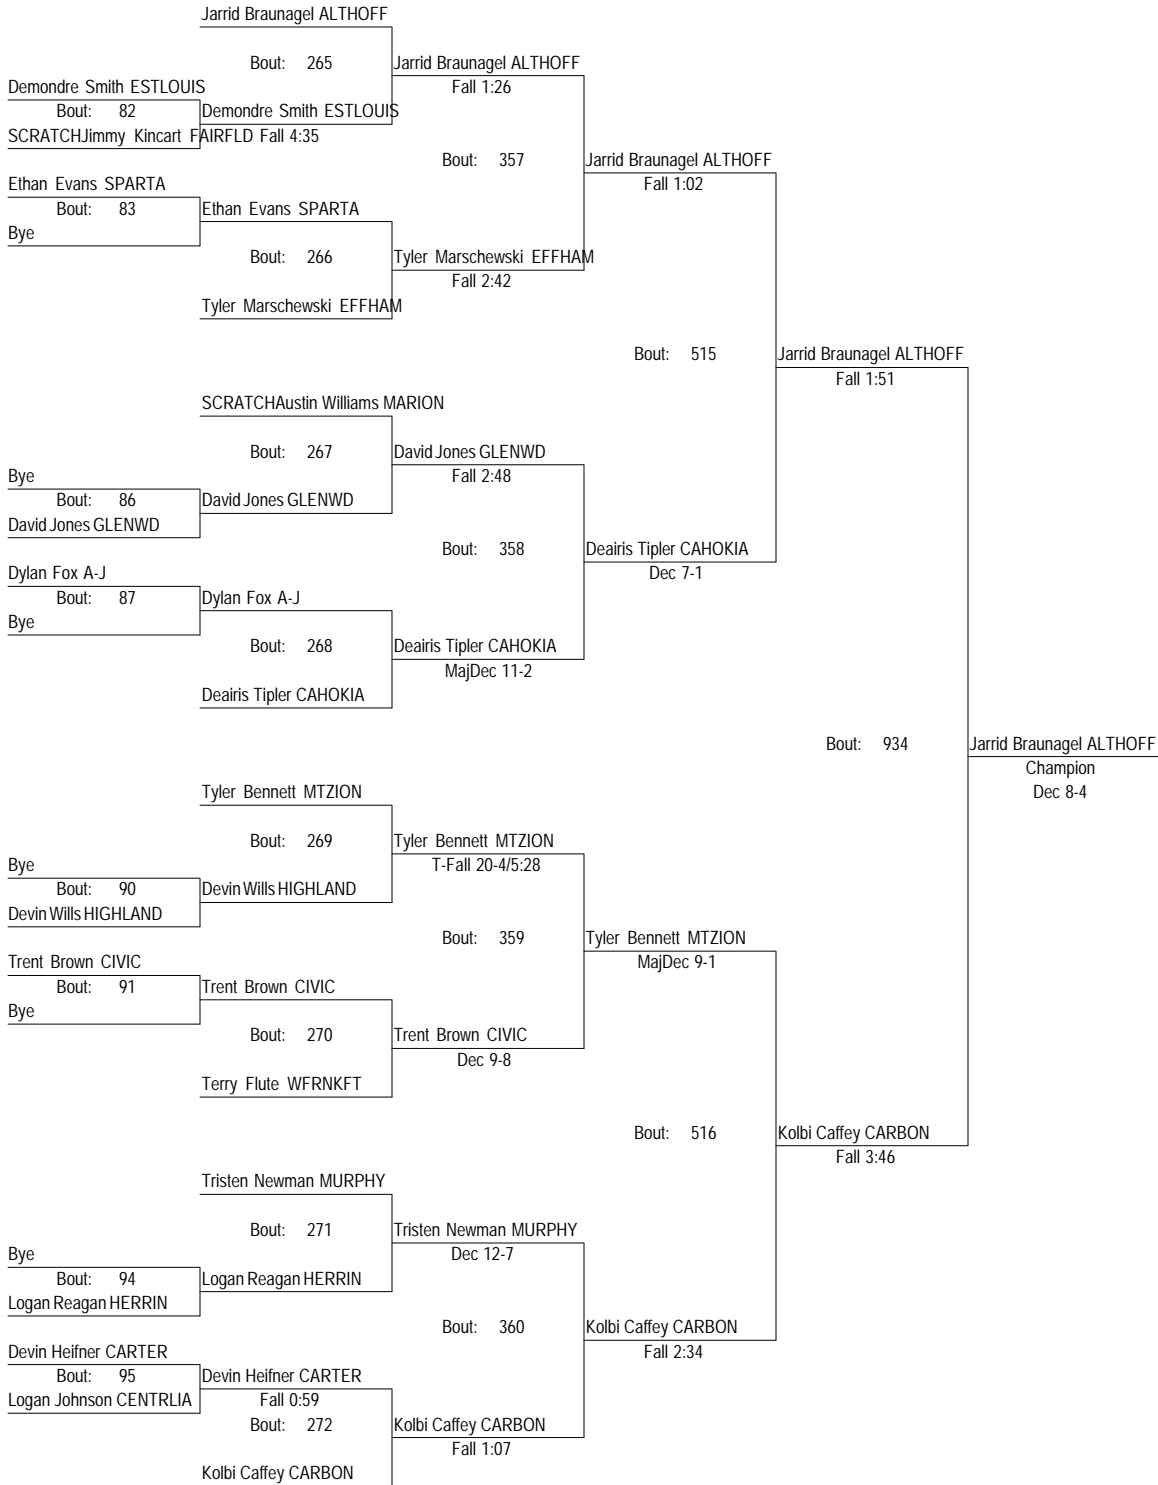 Jarrid Braunagel ALTHOFF
Bout: 265 Jarrid Braunagel ALTHOFF
Demondre Smith ESTLOUIS Fall 1:26
Bout: 82 Demondre Smith ESTLOUIS
SCRATCHJimmy Kincart FAIRFLD Fall 4:35
Bout: 357 Jarrid Braunagel ALTHOFF
Ethan Evans SPARTA Fall 1:02
Bout: 83 Ethan Evans SPARTA
Bye
Bout: 266 Tyler Marschewski EFFHAM
Fall 2:42
Tyler Marschewski EFFHAM
Bout: 515 Jarrid Braunagel ALTHOFF
Fall 1:51
SCRATCHAustin Williams MARION
Bout: 267 David Jones GLENWD
Bye Fall 2:48
Bout: 86 David Jones GLENWD
David Jones GLENWD
Bout: 358 Deairis Tipler CAHOKIA
Dylan Fox A-J Dec 7-1
Bout: 87 Dylan Fox A-J
Bye
Bout: 268 Deairis Tipler CAHOKIA
MajDec 11-2
Deairis Tipler CAHOKIA
Bout: 934 Jarrid Braunagel ALTHOFF
Champion
Dec 8-4
Tyler Bennett MTZION
Bout: 269 Tyler Bennett MTZION
Bye T-Fall 20-4/5:28
Bout: 90 Devin Wills HIGHLAND
Devin Wills HIGHLAND
Bout: 359 Tyler Bennett MTZION
Trent Brown CIVIC MajDec 9-1
Bout: 91 Trent Brown CIVIC
Bye
Bout: 270 Trent Brown CIVIC
Dec 9-8
Terry Flute WFRNKFT
Bout: 516 Kolbi Caffey CARBON
Fall 3:46
Tristen Newman MURPHY
Bout: 271 Tristen Newman MURPHY
Bye Dec 12-7
Bout: 94 Logan Reagan HERRIN
Logan Reagan HERRIN
Bout: 360 Kolbi Caffey CARBON
Devin Heifner CARTER Fall 2:34
Bout: 95 Devin Heifner CARTER
Logan Johnson CENTRLIA Fall 0:59
Bout: 272 Kolbi Caffey CARBON
Fall 1:07
Kolbi Caffey CARBON